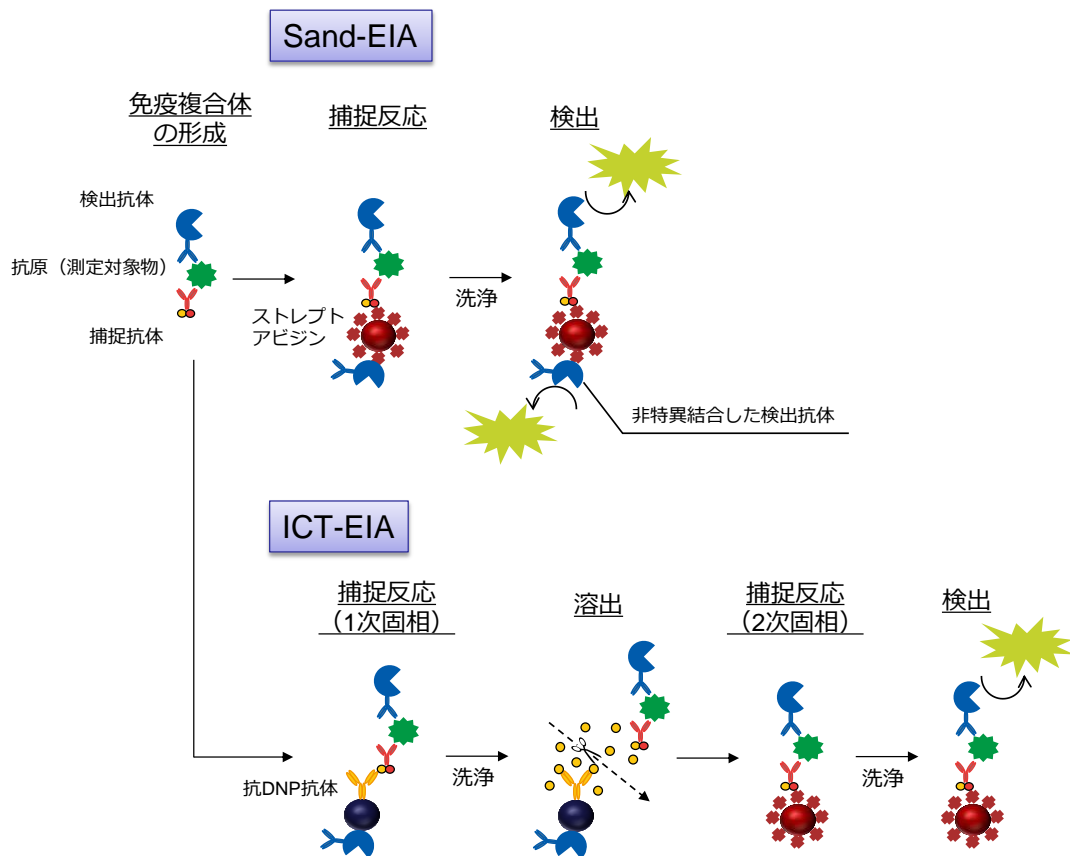 Sand-EIA
免疫複合体
の形成
捕捉反応
検出
検出抗体
抗原（測定対象物）
捕捉抗体
ストレプト
アビジン
洗浄
非特異結合した検出抗体
ICT-EIA
捕捉反応
（1次固相）
溶出
捕捉反応
（2次固相）
検出
抗DNP抗体
洗浄
洗浄